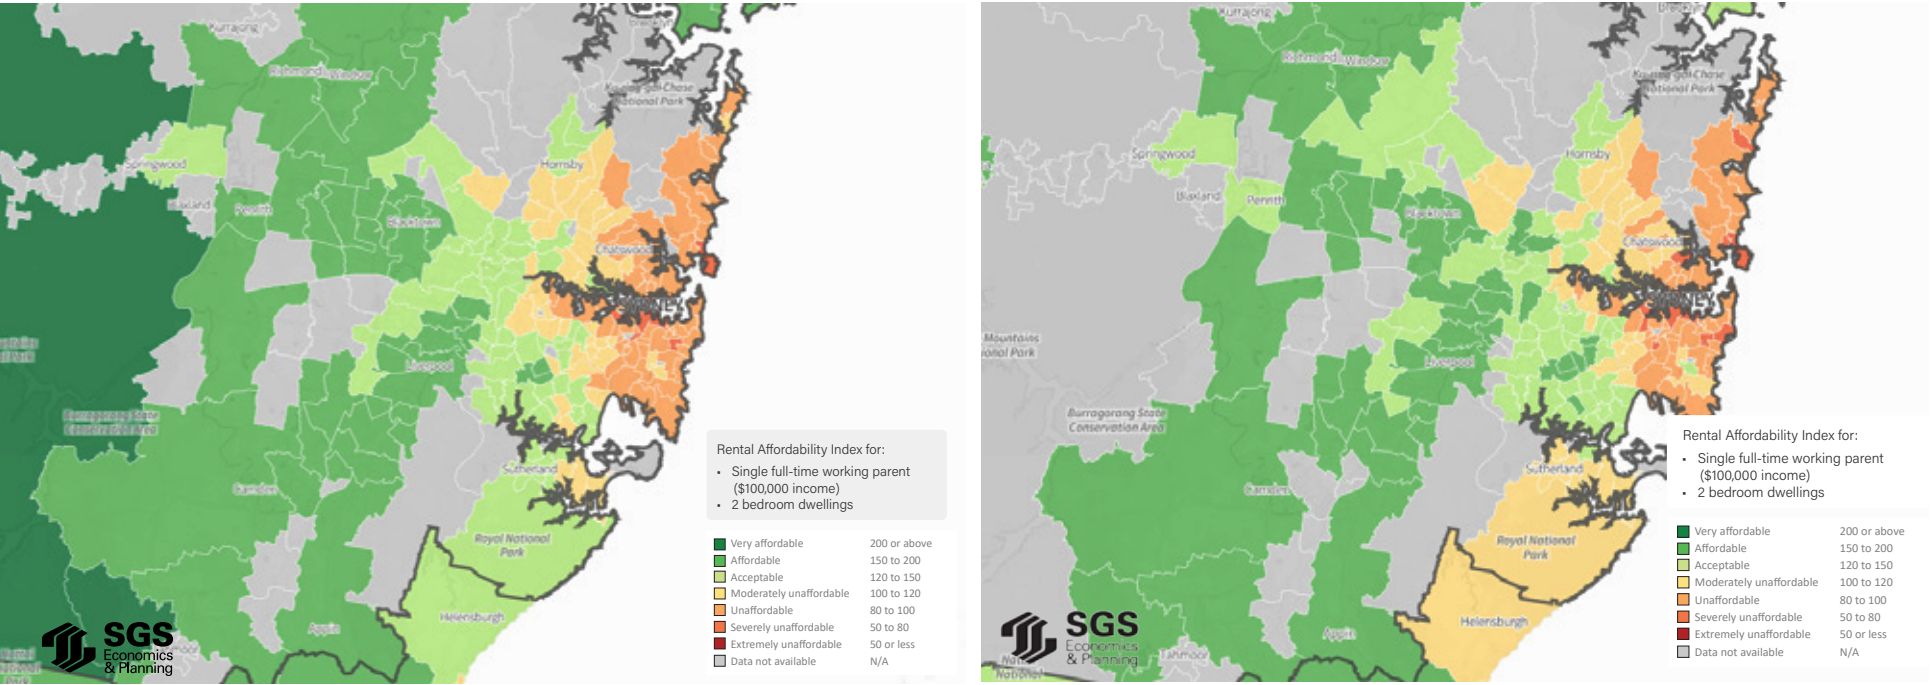 Kurrajong
Brooklyn
Richmond
Windsor
Ku-ring-gai Chase
National Park
Springwood
Hornsby
Blaxland
Penrith
Blacktown
Chatswood
SYDNEY
Liverpool
Burragorang State
Conservation Area
Sutherland
Camden
Royal National
Park
Helensburgh
Appin
SGS
Economics
& Planning
Rental Affordability Index for:
• Single full-time working parent
($100,000 income)
• 2 bedroom dwellings
Very affordable 200 or above
Affordable 150 to 200
Acceptable 120 to 150
Moderately unaffordable 100 to 120
Unaffordable 80 to 100
Severely unaffordable 50 to 80
Extremely unaffordable 50 or less
Data not available N/A
Kurrajong
Brooklyn
Richmond
Windsor
Ku-ring-gai Chase
National Park
Springwood
Hornsby
Blaxland
Penrith
Blacktown
Chatswood
SYDNEY
Mountains
ional Park
Liverpool
Burragorang State
Conservation Area
Sutherland
Camden
Royal National
Park
Helensburgh
Appin
Tahmoor
National
SGS
Economics
& Planning
Rental Affordability Index for:
• Single full-time working parent
($100,000 income)
• 2 bedroom dwellings
Very affordable 200 or above
Affordable 150 to 200
Acceptable 120 to 150
Moderately unaffordable 100 to 120
Unaffordable 80 to 100
Severely unaffordable 50 to 80
Extremely unaffordable 50 or less
Data not available N/A